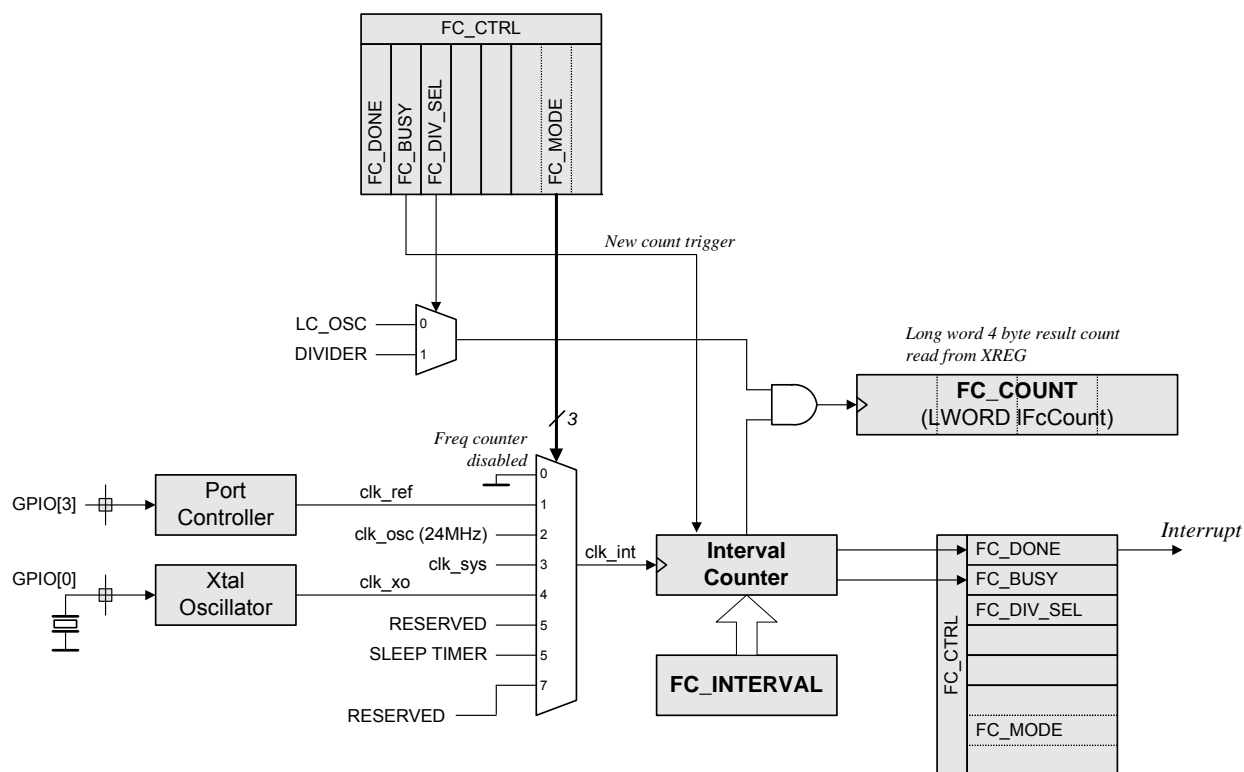 FC_CTRL
FC_DONE
FC_BUSY
FC_DIV_SEL
FC_MODE
New count trigger
LC_OSC
0
DIVIDER
1
Long word 4 byte result count
read from XREG
FC_COUNT
(LWORD lFcCount)
3
Freq counter
disabled
0
GPIO[3]
Port
Controller
clk_ref
1
clk_osc (24MHz)
2
clk_sys
3
GPIO[0]
Xtal
Oscillator
clk_xo
4
RESERVED
5
SLEEP TIMER
5
RESERVED
7
clk_int
Interval
Counter
FC_INTERVAL
FC_CTRL
FC_DONE
Interrupt
FC_BUSY
FC_DIV_SEL
FC_MODE